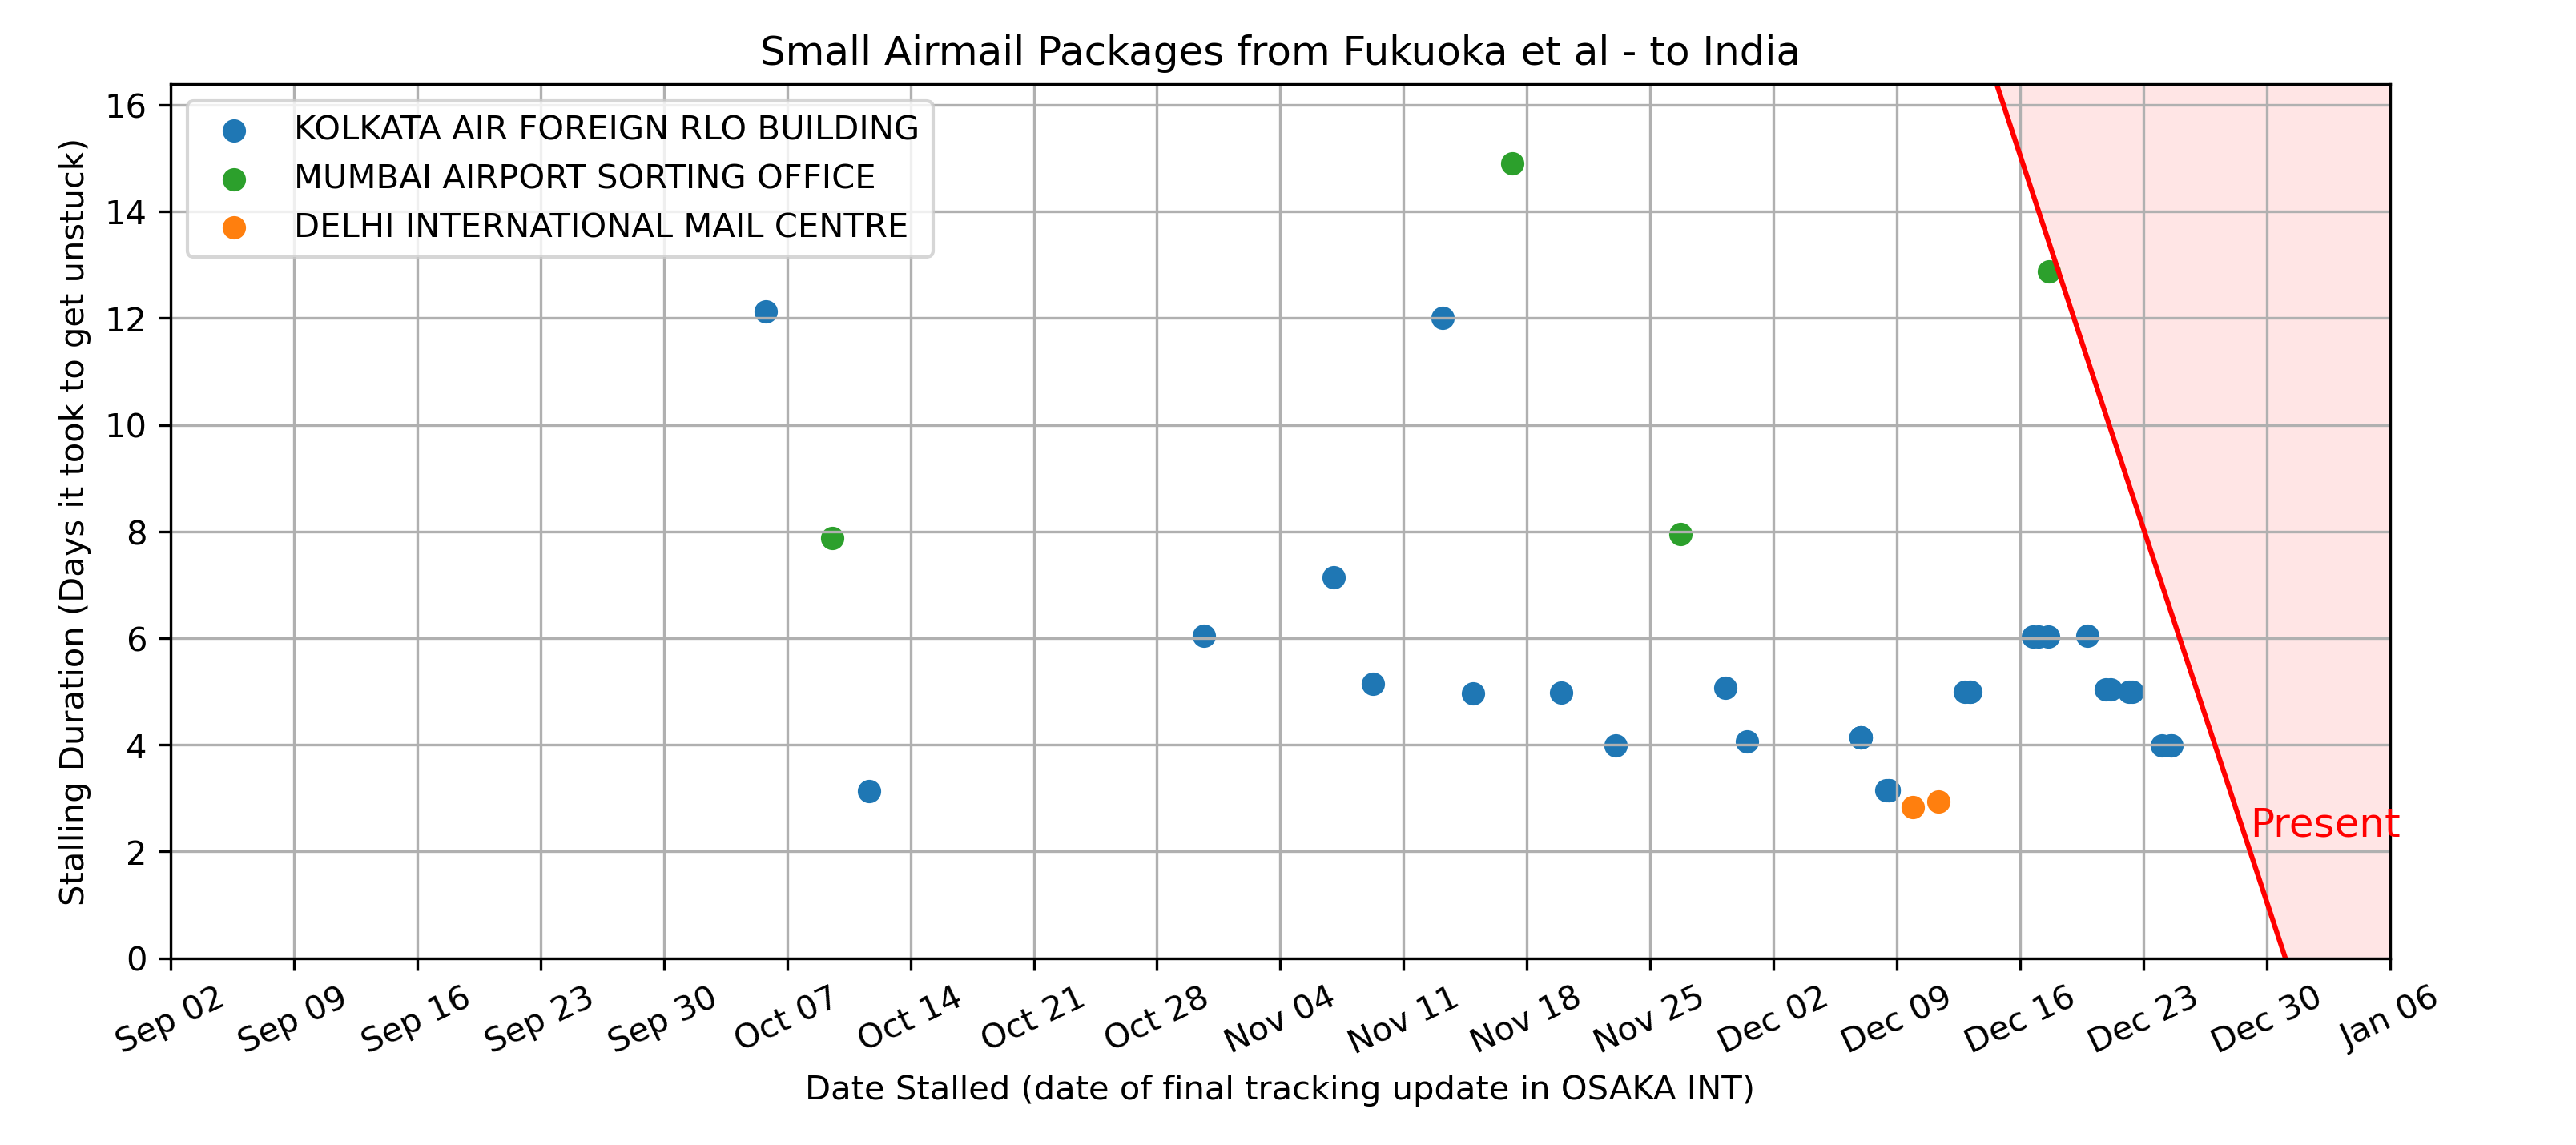 Small Airmail Packages from Fukuoka et al - to India
KOLKATA AIR FOREIGN RLO BUILDING
MUMBAI AIRPORT SORTING OFFICE
DELHI INTERNATIONAL MAIL CENTRE
Stalling Duration (Days it took to get unstuck)
16
14
12
10
8
6
4
2
0
Present
Sep 02
Sep 09
Sep 16
Sep 23
Sep 30
Oct 07
Oct 14
Oct 21
Oct 28
Nov 04
Nov 11
Nov 18
Nov 25
Dec 02
Dec 09
Dec 16
Dec 23
Dec 30
Jan 06
Date Stalled (date of final tracking update in OSAKA INT)